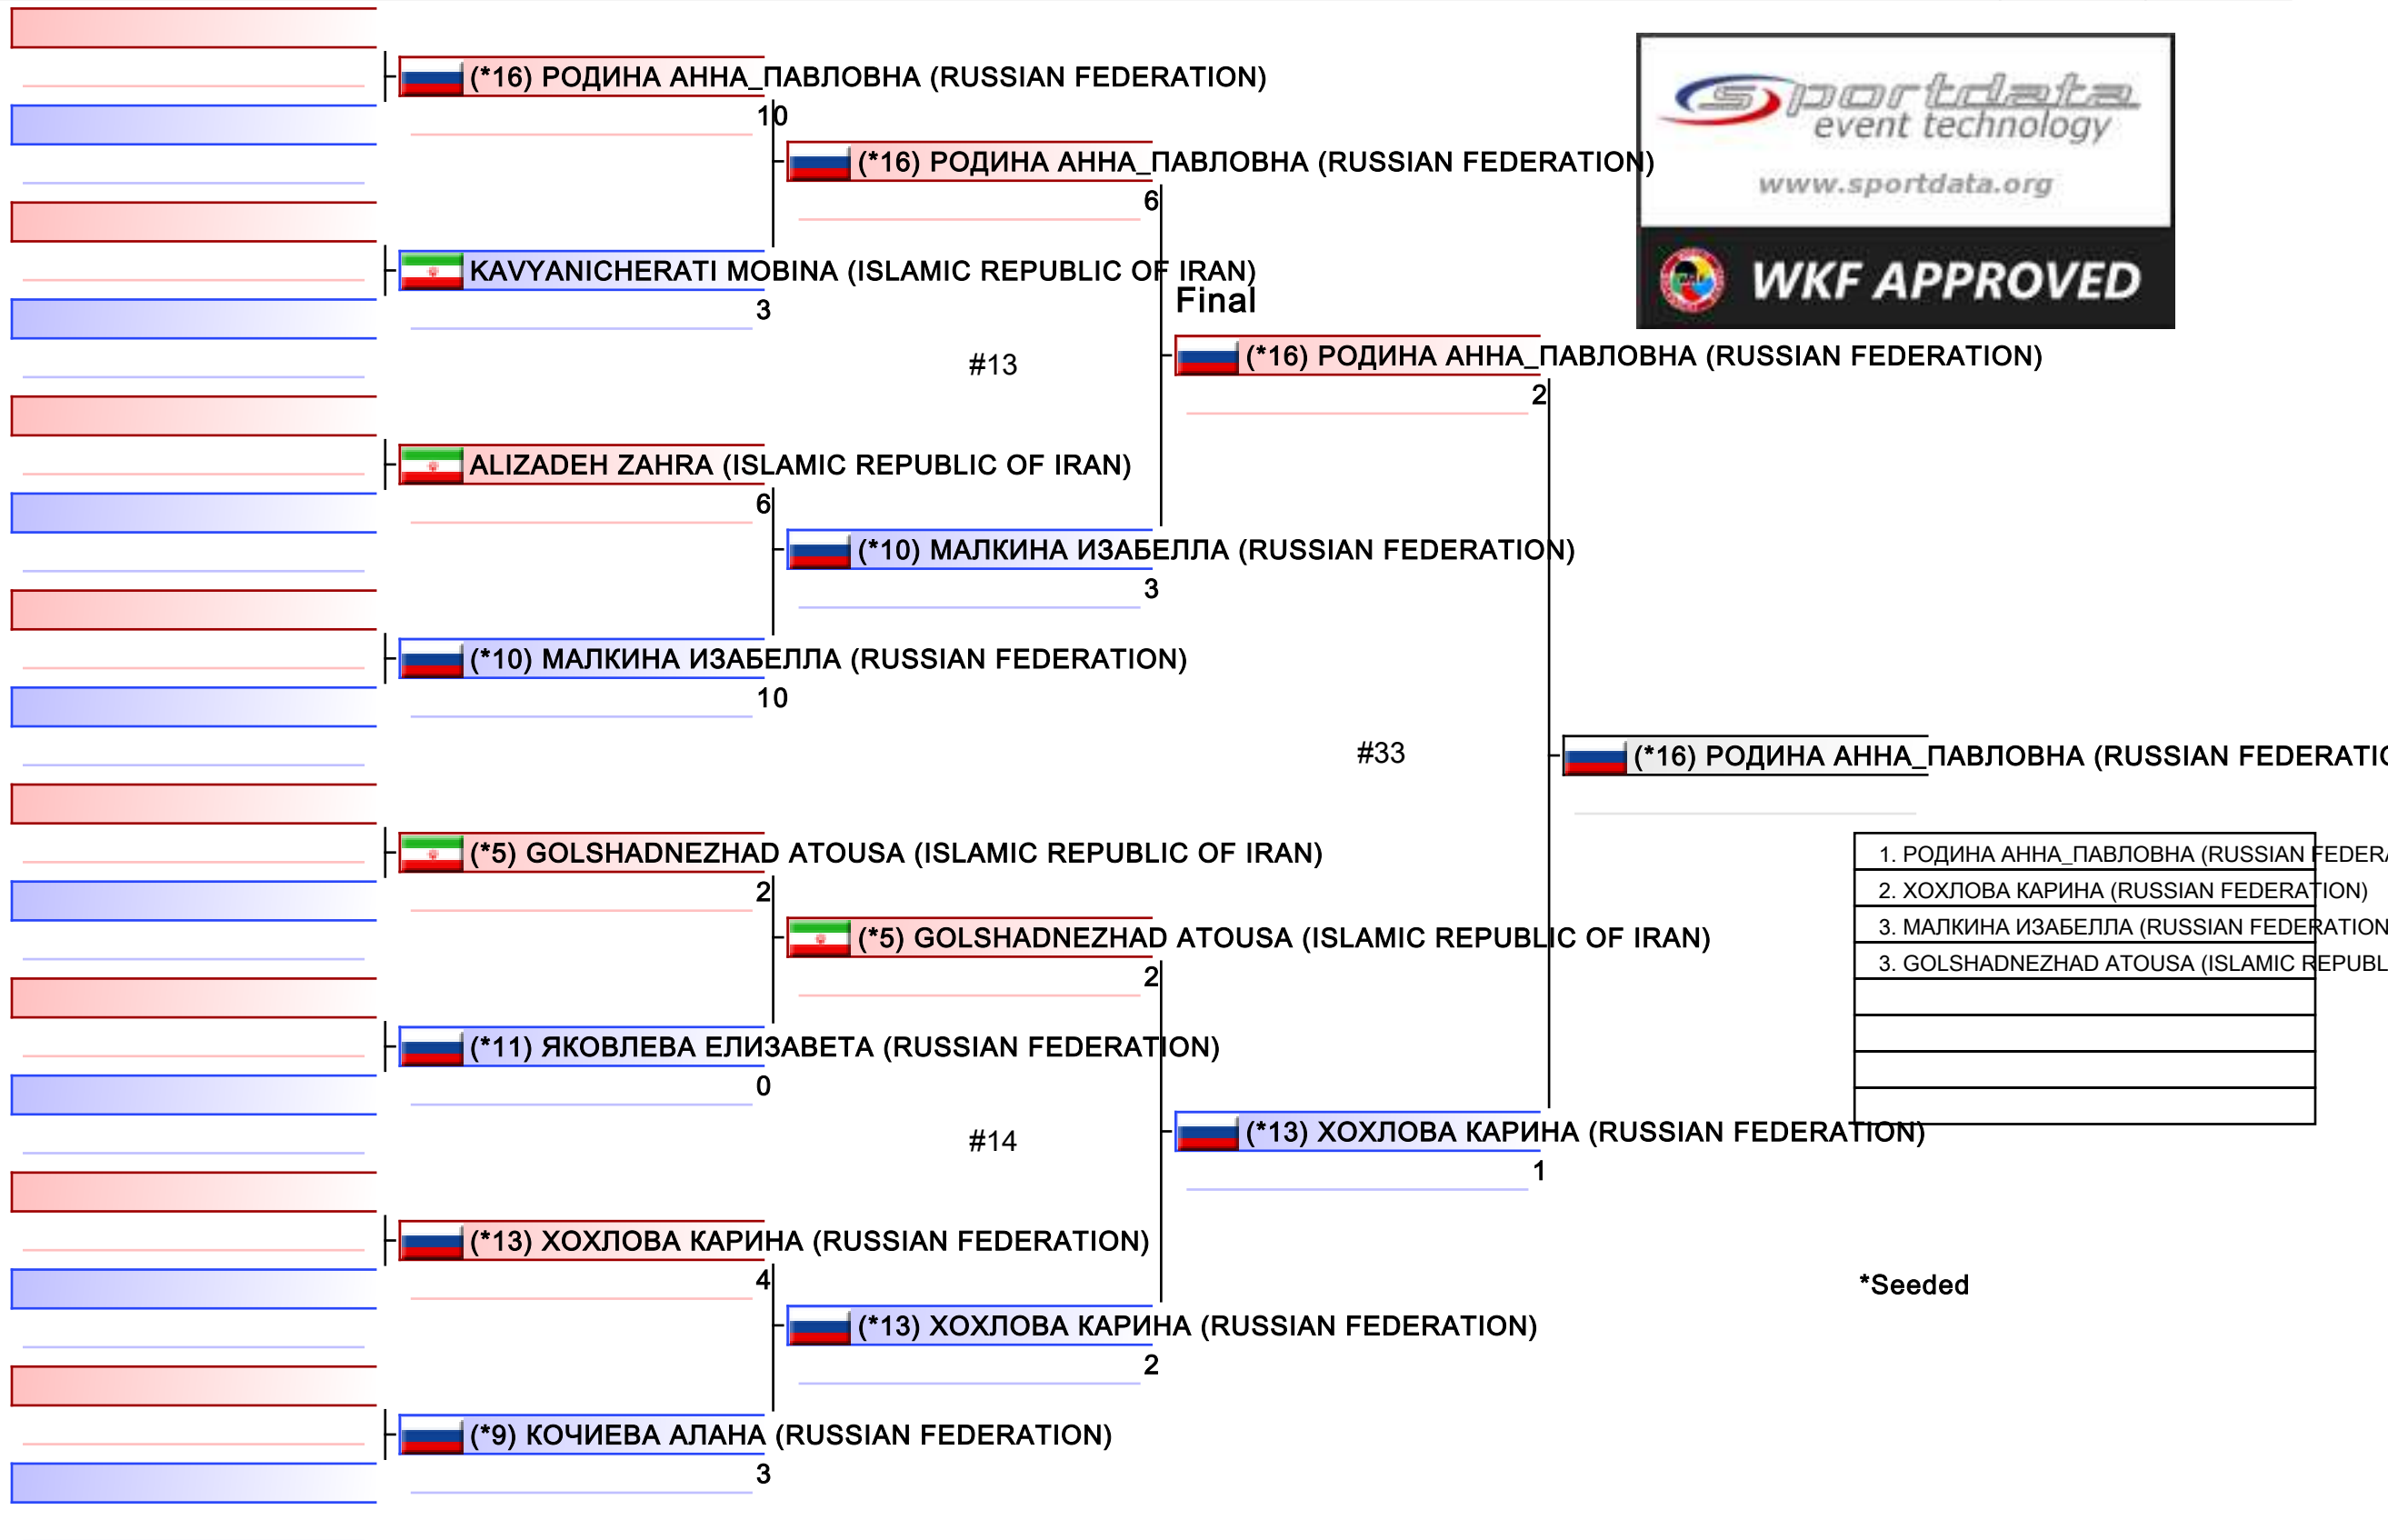 (*16) РОДИНА АННА_ПАВЛОВНА (RUSSIAN FEDERATION)
10
KAVYANICHERATI MOBINA (ISLAMIC REPUBLIC OF IRAN)
3
ALIZADEH ZAHRA (ISLAMIC REPUBLIC OF IRAN)
6
(*10) МАЛКИНА ИЗАБЕЛЛА (RUSSIAN FEDERATION)
10
(*5) GOLSHADNEZHAD ATOUSA (ISLAMIC REPUBLIC OF IRAN)
2
(*11) ЯКОВЛЕВА ЕЛИЗАВЕТА (RUSSIAN FEDERATION)
0
(*13) ХОХЛОВА КАРИНА (RUSSIAN FEDERATION)
4
(*9) КОЧИЕВА АЛАНА (RUSSIAN FEDERATION)
3
(*16) РОДИНА АННА_ПАВЛОВНА (RUSSIAN FEDERATION)
6
#13
(*10) МАЛКИНА ИЗАБЕЛЛА (RUSSIAN FEDERATION)
3
(*5) GOLSHADNEZHAD ATOUSA (ISLAMIC REPUBLIC OF IRAN)
2
#14
(*13) ХОХЛОВА КАРИНА (RUSSIAN FEDERATION)
2
Final
(*16) РОДИНА АННА_ПАВЛОВНА (RUSSIAN FEDERATION)
2
#33
(*13) ХОХЛОВА КАРИНА (RUSSIAN FEDERATION)
1
sportdata
event technology
www.sportdata.org
WKF APPROVED
(*16) РОДИНА АННА_ПАВЛОВНА (RUSSIAN FEDERATIO
1. РОДИНА АННА_ПАВЛОВНА (RUSSIAN FEDERA
2. ХОХЛОВА КАРИНА (RUSSIAN FEDERATION)
3. МАЛКИНА ИЗАБЕЛЛА (RUSSIAN FEDERATION
3. GOLSHADNEZHAD ATOUSA (ISLAMIC REPUBL
*Seeded